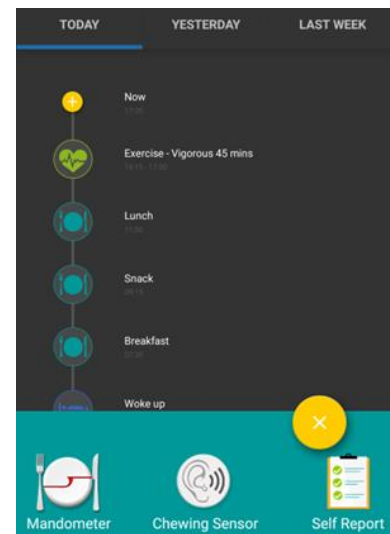 TODAY YESTERDAY LAST WEEK
Now
Exercise - Vigorous 45 mins
Lunch
Snack
Breakfast
Woke up
Mandometer Chewing Sensor Self Report